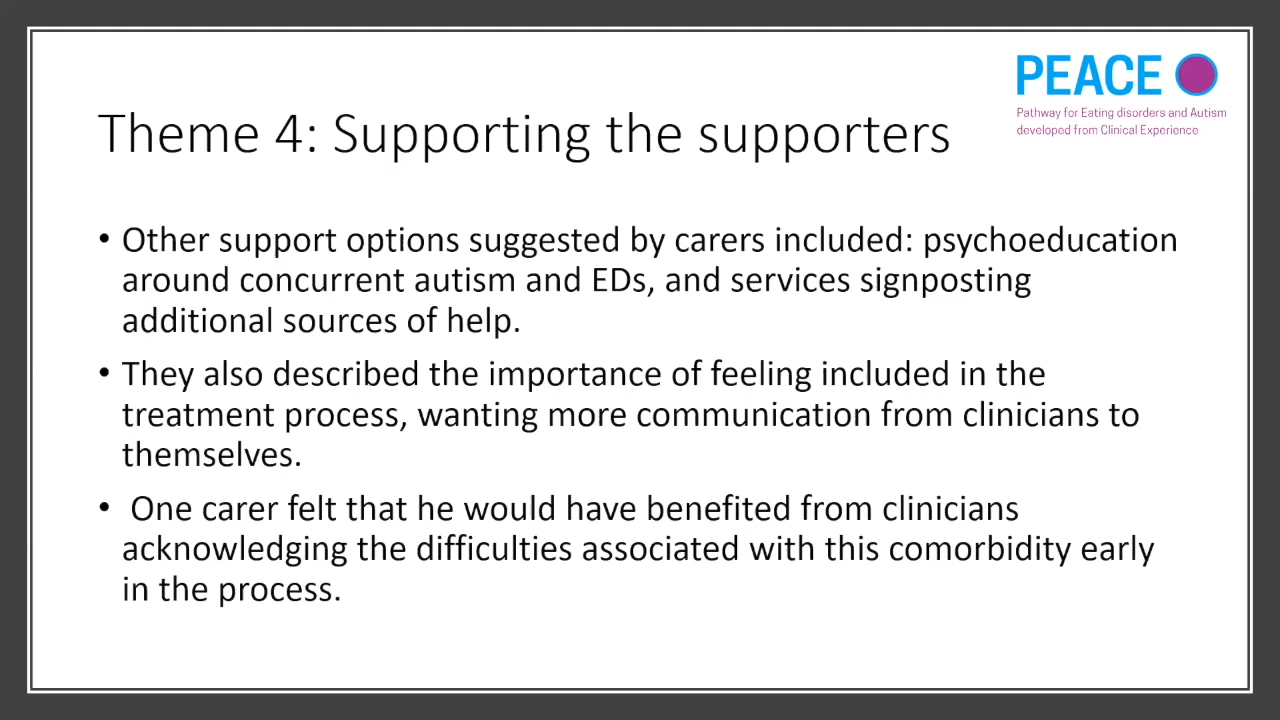 PEACE
Pathway for Eating disorders and Autism
developed from Clinical Experience
Theme 4: Supporting the supporters
• Other support options suggested by carers included: psychoeducation
around concurrent autism and EDs, and services signposting
additional sources of help.
• They also described the importance of feeling included in the
treatment process, wanting more communication from clinicians to
themselves.
• One carer felt that he would have benefited from clinicians
acknowledging the difficulties associated with this comorbidity early
in the process.